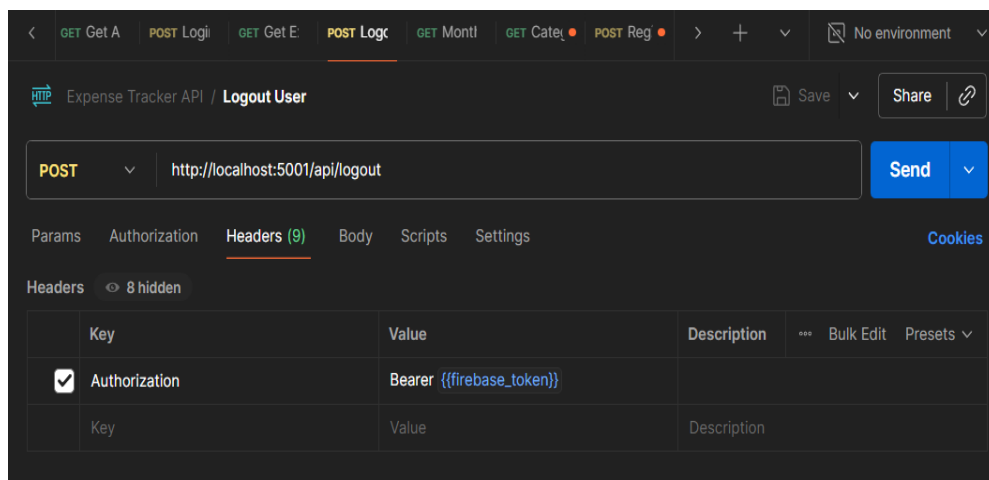 GET Get A POST Logi GET Get E POST Logo GET Montl GET Cate POST Reg No environment
HTTP Expense Tracker API / Logout User Save Share
POST http://localhost:5001/api/logout Send
Params Authorization Headers (9) Body Scripts Settings Cookies
Headers 8 hidden
Key Value Description Bulk Edit Presets
Authorization Bearer {{firebase_token}}
Key Value Description